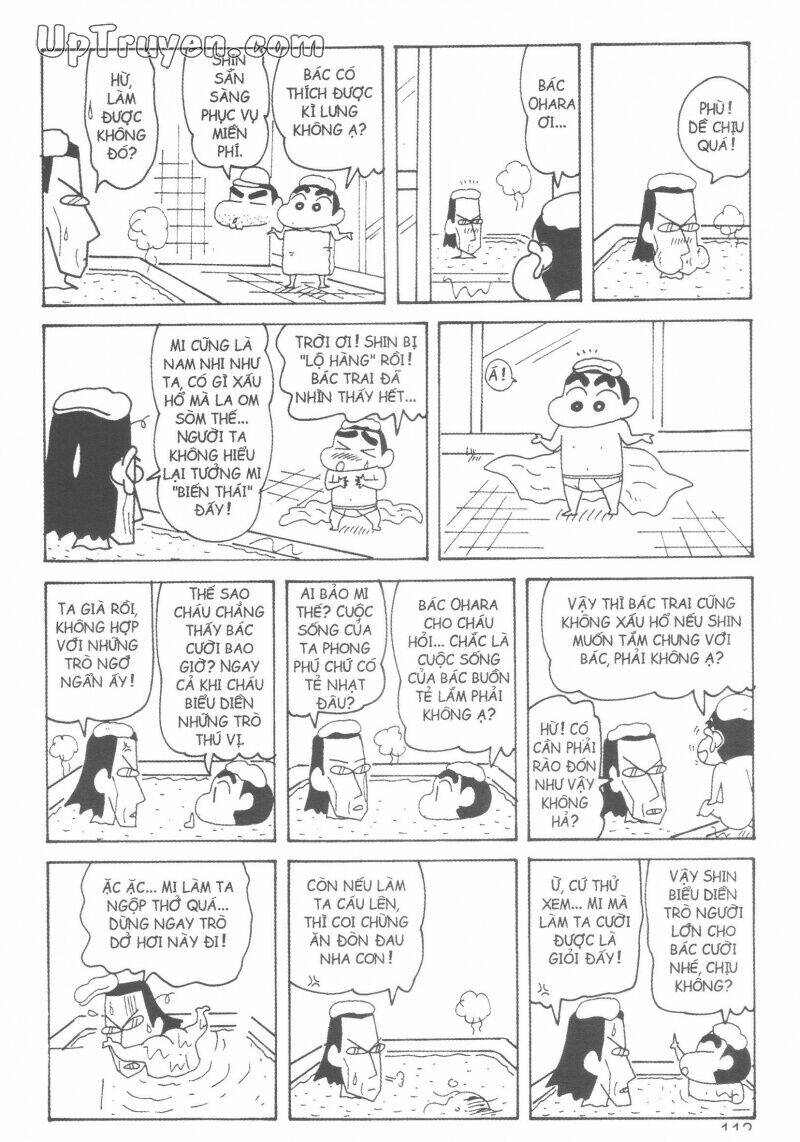 UpTruyen.com
PHÙ!
DỄ CHỊU
QUÁ!
BÁC
OHARA
ƠI...
BÁC CÓ
THÍCH ĐƯỢC
KÌ LƯNG
KHÔNG Ạ?
SHIN
SẴN
SÀNG
PHỤC VỤ
MIỄN
PHÍ.
HỪ,
LÀM
ĐƯỢC
KHÔNG
ĐÓ?
Á!
TRỜI ƠI! SHIN BỊ
"LỘ HÀNG" RỒI!
BÁC TRAI ĐÃ
NHÌN THẤY HẾT...
MI CŨNG LÀ
NAM NHI NHƯ
TA, CÓ GÌ XẤU
HỔ MÀ LA OM
SÒM THẾ...
NGƯỜI TA
KHÔNG HIỂU
LẠI TƯỞNG MI
"BIẾN THÁI"
ĐẤY!
VẬY THÌ BÁC TRAI CŨNG
KHÔNG XẤU HỔ NẾU SHIN
MUỐN TẮM CHUNG VỚI
BÁC, PHẢI KHÔNG Ạ?
HỪ! CÓ
CẦN PHẢI
RÀO ĐÓN
NHƯ VẬY
KHÔNG
HẢ?
BÁC OHARA
CHO CHÁU
HỎI... CHẮC LÀ
CUỘC SỐNG
CỦA BÁC BUỒN
TẺ LẮM PHẢI
KHÔNG Ạ?
AI BẢO MI
THẾ? CUỘC
SỐNG CỦA
TA PHONG
PHÚ CHỨ CÓ
TẺ NHẠT
ĐÂU?
THẾ SAO
CHÁU CHẲNG
THẤY BÁC
CƯỜI BAO
GIỜ? NGAY
CẢ KHI CHÁU
BIỂU DIỄN
NHỮNG TRÒ
THÚ VỊ.
TA GIÀ RỒI,
KHÔNG HỢP
VỚI NHỮNG
TRÒ NGỚ
NGẨN ẤY!
VẬY SHIN
BIỂU DIỄN
TRÒ NGƯỜI
LỚN CHO
BÁC CƯỜI
NHÉ, CHỊU
KHÔNG?
Ừ, CỨ THỬ
XEM... MI MÀ
LÀM TA CƯỜI
ĐƯỢC LÀ
GIỎI ĐẤY!
CÒN NẾU LÀM
TA CÁU LÊN,
THÌ COI CHỪNG
ĂN ĐÒN ĐAU
NHA CON!
ẶC ẶC... MI LÀM TA
NGỘP THỞ QUÁ...
DỪNG NGAY TRÒ
DỞ HƠI NÀY ĐI!